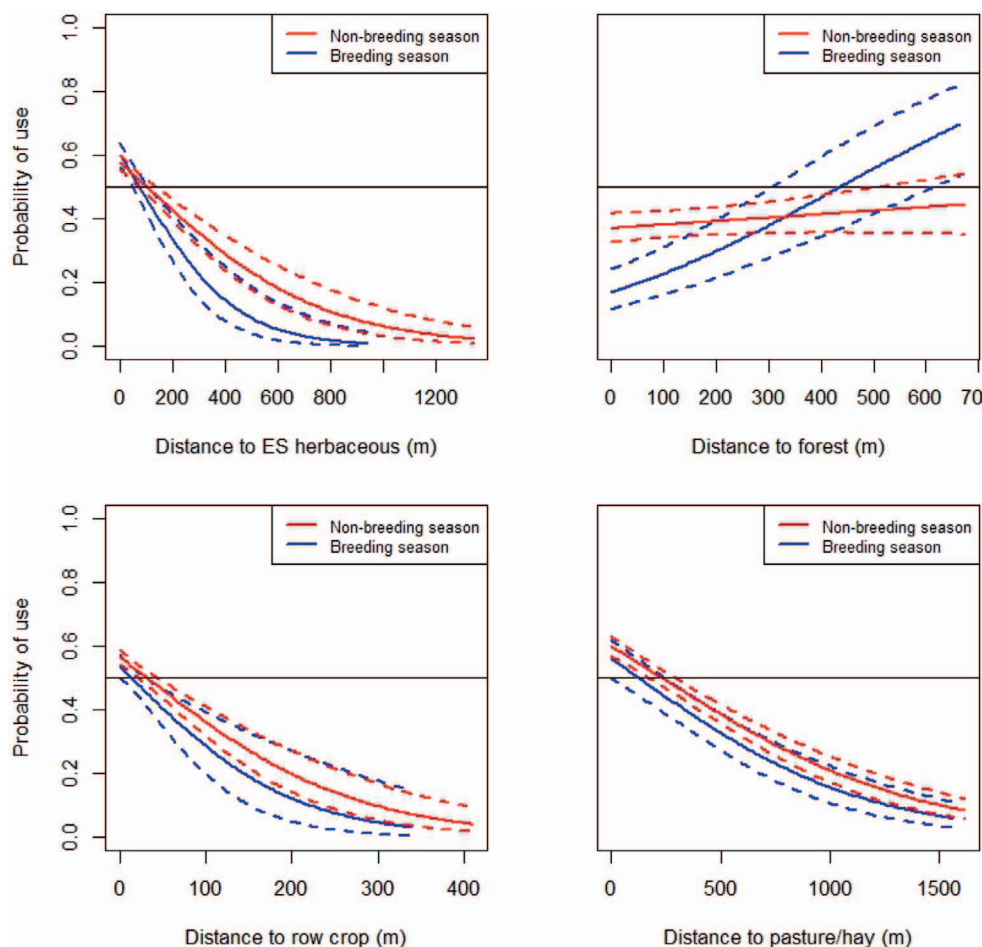 Non-breeding season
Breeding season
Probability of use
0.0 0.2 0.4 0.6 0.8 1.0
0 200 400 600 800 1200
Distance to ES herbaceous (m)
Non-breeding season
Breeding season
0 100 200 300 400 500 600 70
Distance to forest (m)
Non-breeding season
Breeding season
Probability of use
0.0 0.2 0.4 0.6 0.8 1.0
0 100 200 300 400
Distance to row crop (m)
Non-breeding season
Breeding season
0 500 1000 1500
Distance to pasture/hay (m)